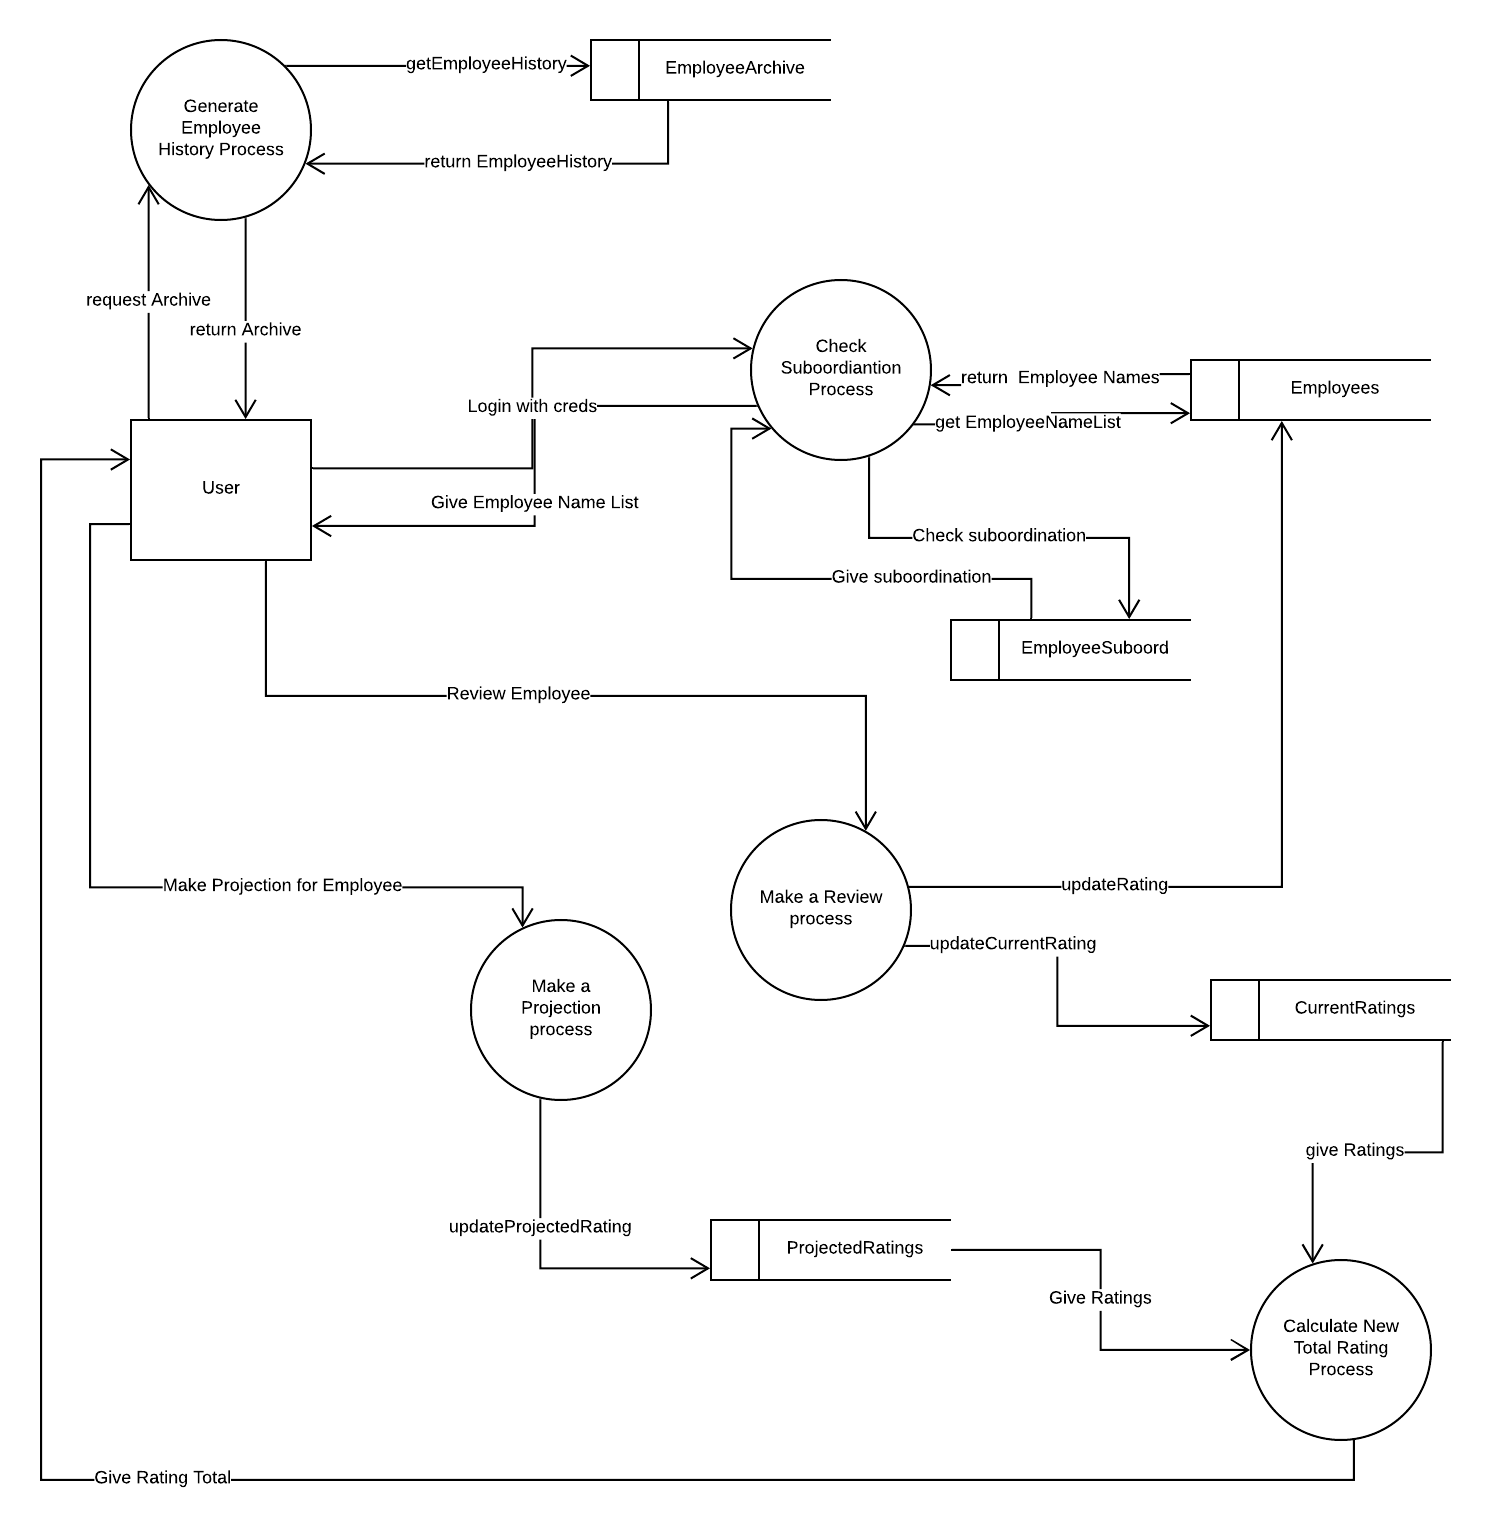 getEmployeeHistory
EmployeeArchive
Generate
Employee
History Process
return EmployeeHistory
request Archive
return Archive
Check
Suboordiantion
Process
return  Employee Names
Employees
Login with creds
get EmployeeNameList
User
Give Employee Name List
Check suboordination
Give suboordination
EmployeeSuboord
Review Employee
Make Projection for Employee
Make a Review
process
updateRating
updateCurrentRating
Make a
Projection
process
CurrentRatings
give Ratings
updateProjectedRating
ProjectedRatings
Give Ratings
Calculate New
Total Rating
Process
Give Rating Total